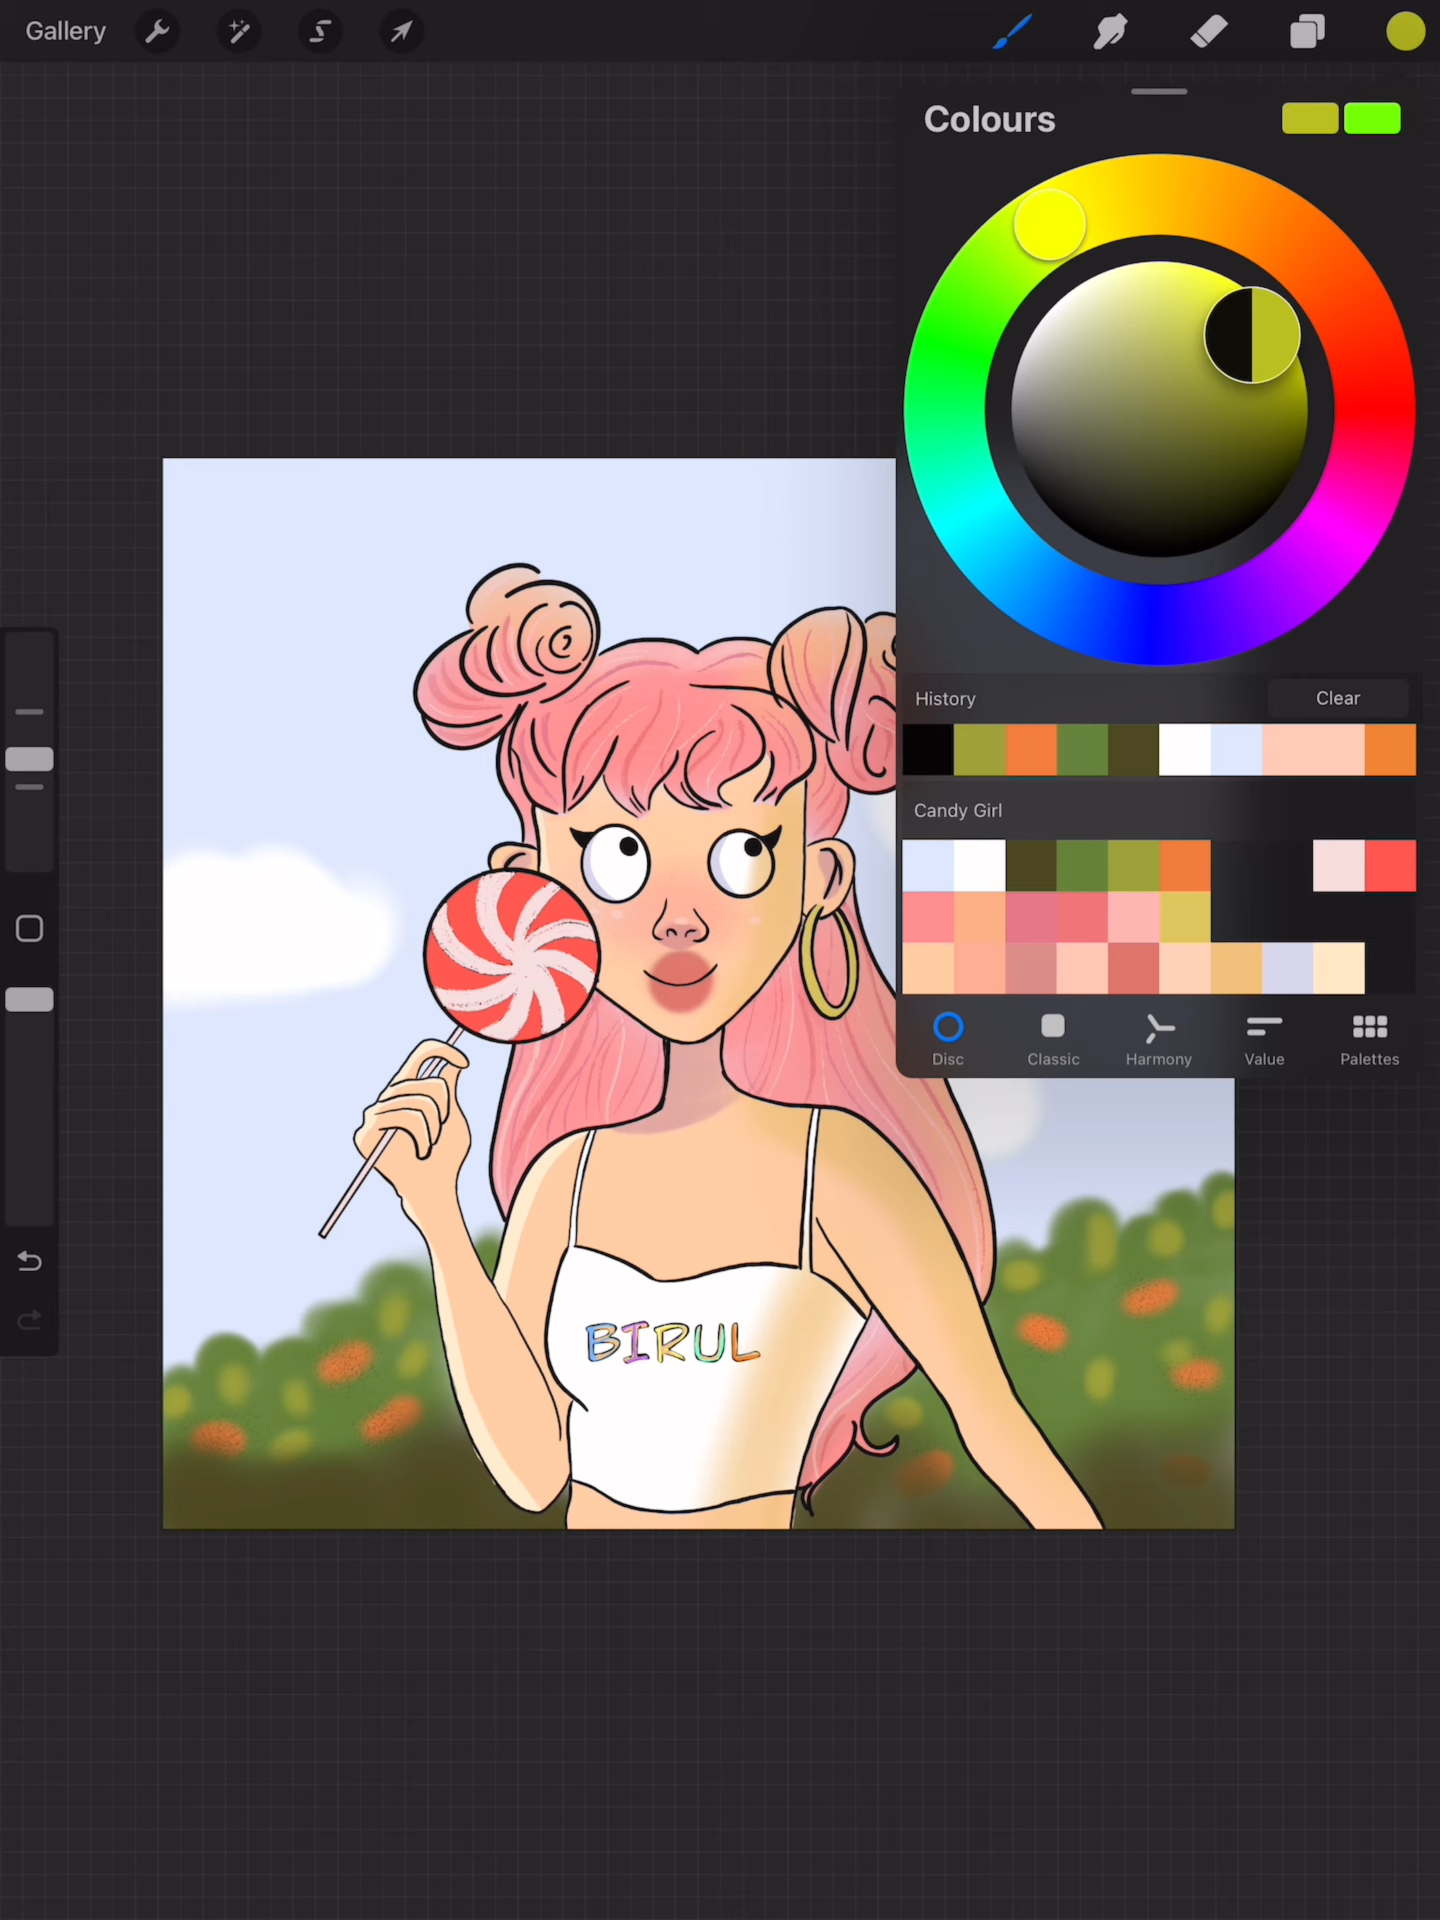 Gallery
Colours
History
Clear
Candy Girl
Disc
Classic
Harmony
Value
Palettes
BIRUL